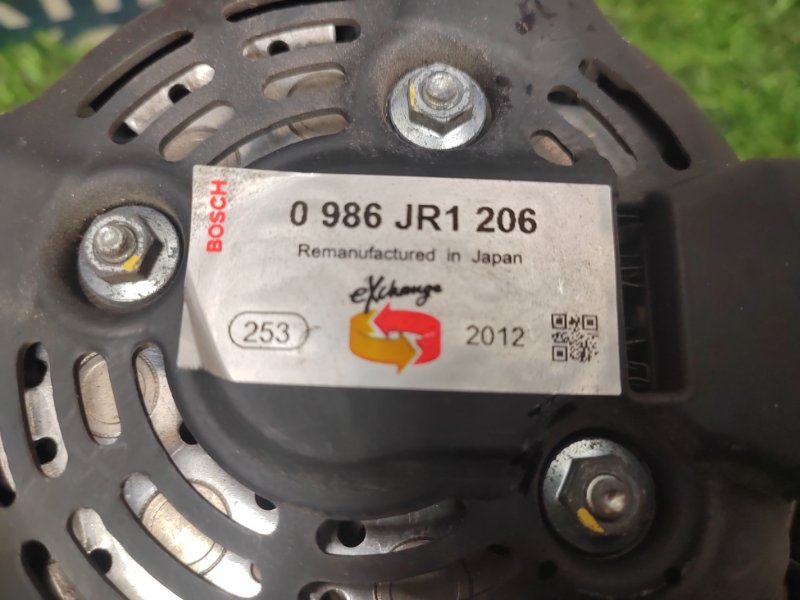 BOSCH
0 986 JR1 206
Remanufactured in Japan
eXchange
253
2012